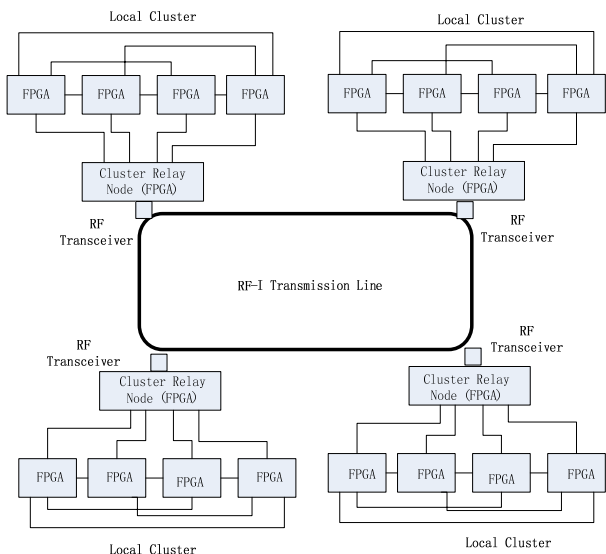 Local Cluster
FPGA FPGA FPGA FPGA
Cluster Relay
Node (FPGA)
RF
Transceiver
Local Cluster
FPGA FPGA FPGA FPGA
Cluster Relay
Node (FPGA)
RF
Transceiver
RF-I Transmission Line
RF
Transceiver
Cluster Relay
Node (FPGA)
FPGA FPGA FPGA FPGA
Local Cluster
RF
Transceiver
Cluster Relay
Node (FPGA)
FPGA FPGA FPGA FPGA
Local Cluster